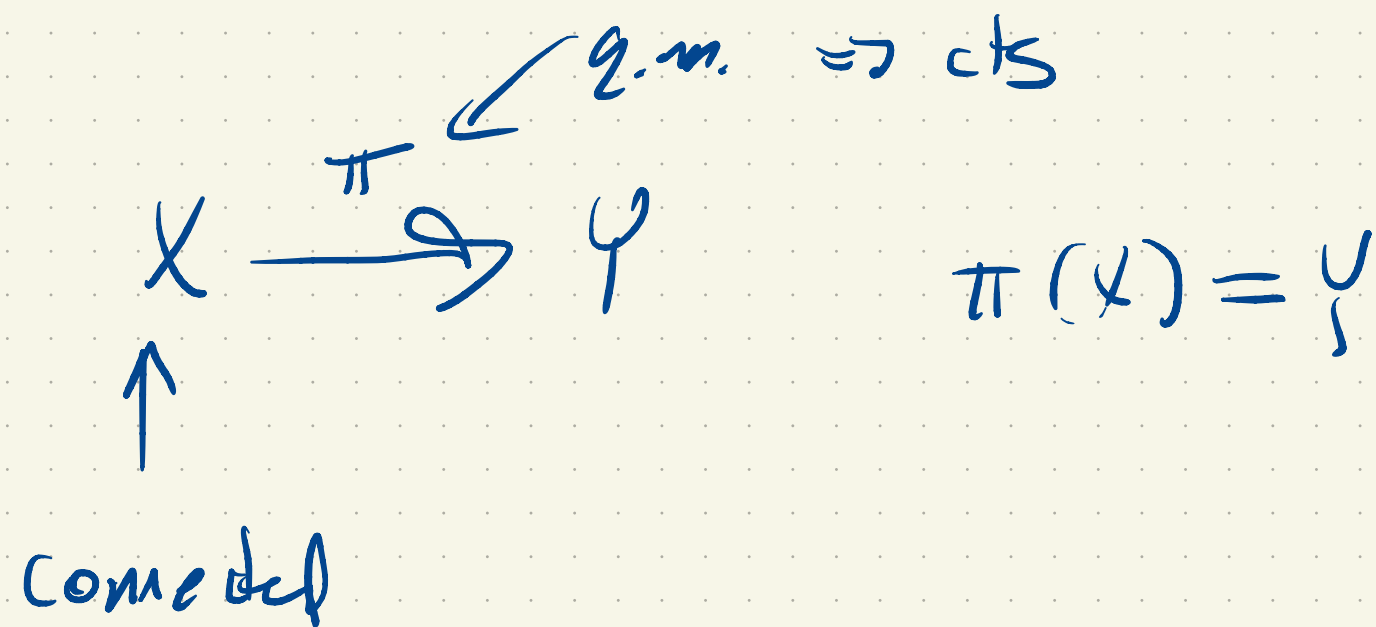 q.m. ⇒ cts
π
X → Y
π(X) = Y
connected